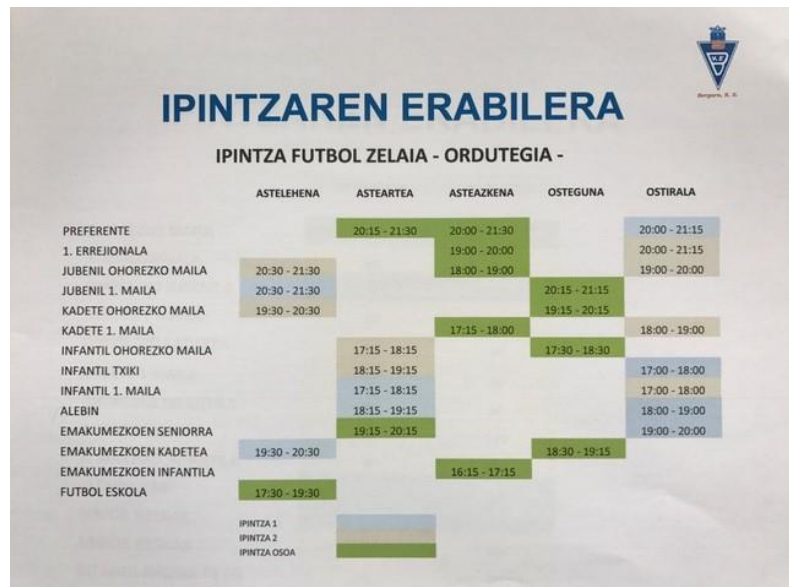 Bergara, K. E.
IPINTZAREN ERABILERA
IPINTZA FUTBOL ZELAIA - ORDUTEGIA -
ASTELEHENA ASTEARTEA ASTEAZKENA OSTEGUNA OSTIRALA
PREFERENTE 20:15 - 21:30 20:00 - 21:30 20:00 - 21:15
1. ERREJIONALA 19:00 - 20:00 20:00 - 21:15
JUBENIL OHOREZKO MAILA 20:30 - 21:30 18:00 - 19:00 19:00 - 20:00
JUBENIL 1. MAILA 20:30 - 21:30 20:15 - 21:15
KADETE OHOREZKO MAILA 19:30 - 20:30 19:15 - 20:15
KADETE 1. MAILA 17:15 - 18:00 18:00 - 19:00
INFANTIL OHOREZKO MAILA 17:15 - 18:15 17:30 - 18:30
INFANTIL TXIKI 18:15 - 19:15 17:00 - 18:00
INFANTIL 1. MAILA 17:15 - 18:15 17:00 - 18:00
ALEBIN 18:15 - 19:15 18:00 - 19:00
EMAKUMEZKOEN SENIORRA 19:15 - 20:15 19:00 - 20:00
EMAKUMEZKOEN KADETEA 19:30 - 20:30 18:30 - 19:15
EMAKUMEZKOEN INFANTILA 16:15 - 17:15
FUTBOL ESKOLA 17:30 - 19:30
IPINTZA 1
IPINTZA 2
IPINTZA OSOA